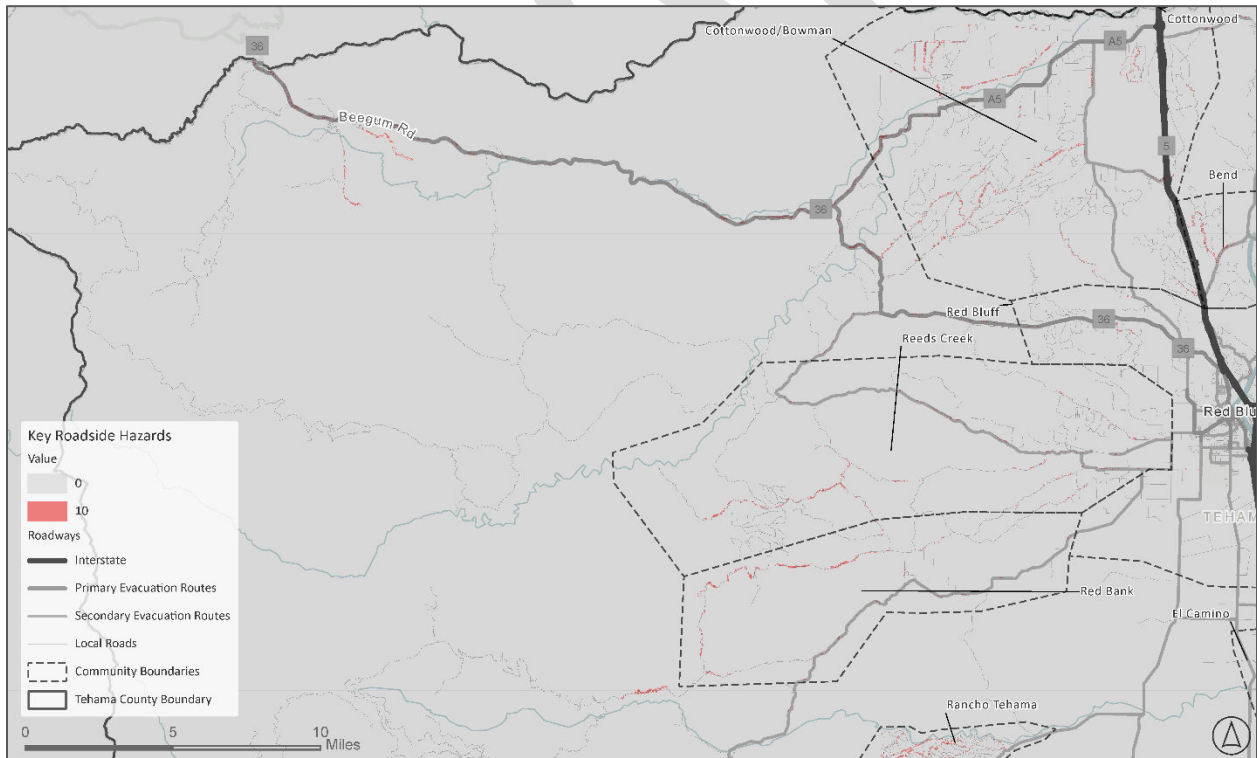 36
Cottonwood/Bowman
Cottonwood
A5
Beegum Rd
A5
5
Bend
36
Red Bluff
36
Reeds Creek
36
Key Roadside Hazards
Value
0
10
Roadways
Interstate
Primary Evacuation Routes
Secondary Evacuation Routes
Local Roads
Community Boundaries
Tehama County Boundary
0 5 10
Miles
Red Blu
TEHAM
Red Bank
El Camino
Rancho Tehama